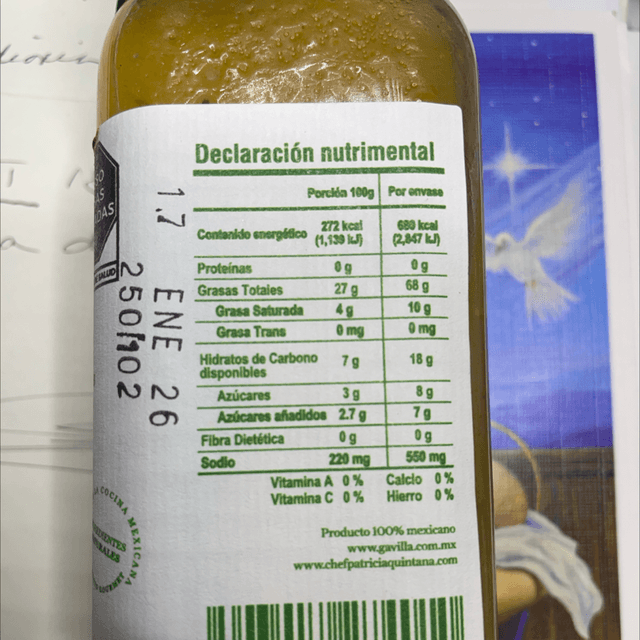 Declaración nutrimental
Porción 100g Por envase
Contenido energético 272 kcal (1,139 kJ) 680 kcal (2,847 kJ)
Proteínas 0 g 0 g
Grasas Totales 27 g 68 g
Grasa Saturada 4 g 10 g
Grasa Trans 0 mg 0 mg
Hidratos de Carbono disponibles 7 g 18 g
Azúcares 3 g 8 g
Azúcares añadidos 2.7 g 7 g
Fibra Dietética 0 g 0 g
Sodio 220 mg 550 mg
Vitamina A 0% Calcio 0%
Vitamina C 0% Hierro 0%
Producto 100% mexicano
www.gavilla.com.mx
www.chefpatriciaquintana.com
17 ENE 26
COCINA MEXICANA
SALUD